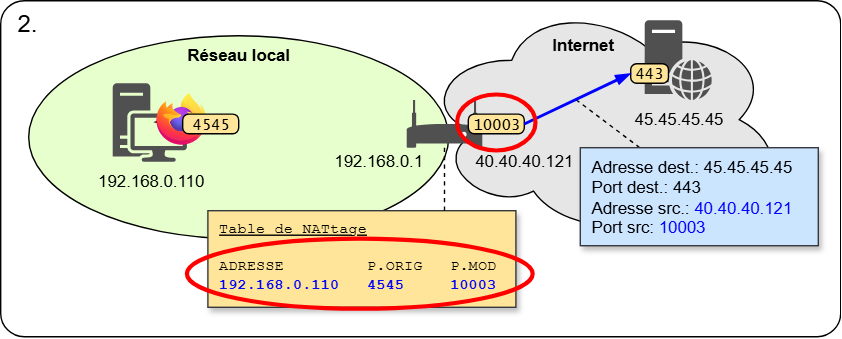 2.
Réseau local
Internet
443
4545
10003
45.45.45.45
192.168.0.1
40.40.40.121
192.168.0.110
Adresse dest.: 45.45.45.45
Port dest.: 443
Adresse src.: 40.40.40.121
Port src: 10003
Table de NATtage
ADRESSE P.ORIG P.MOD
192.168.0.110 4545 10003